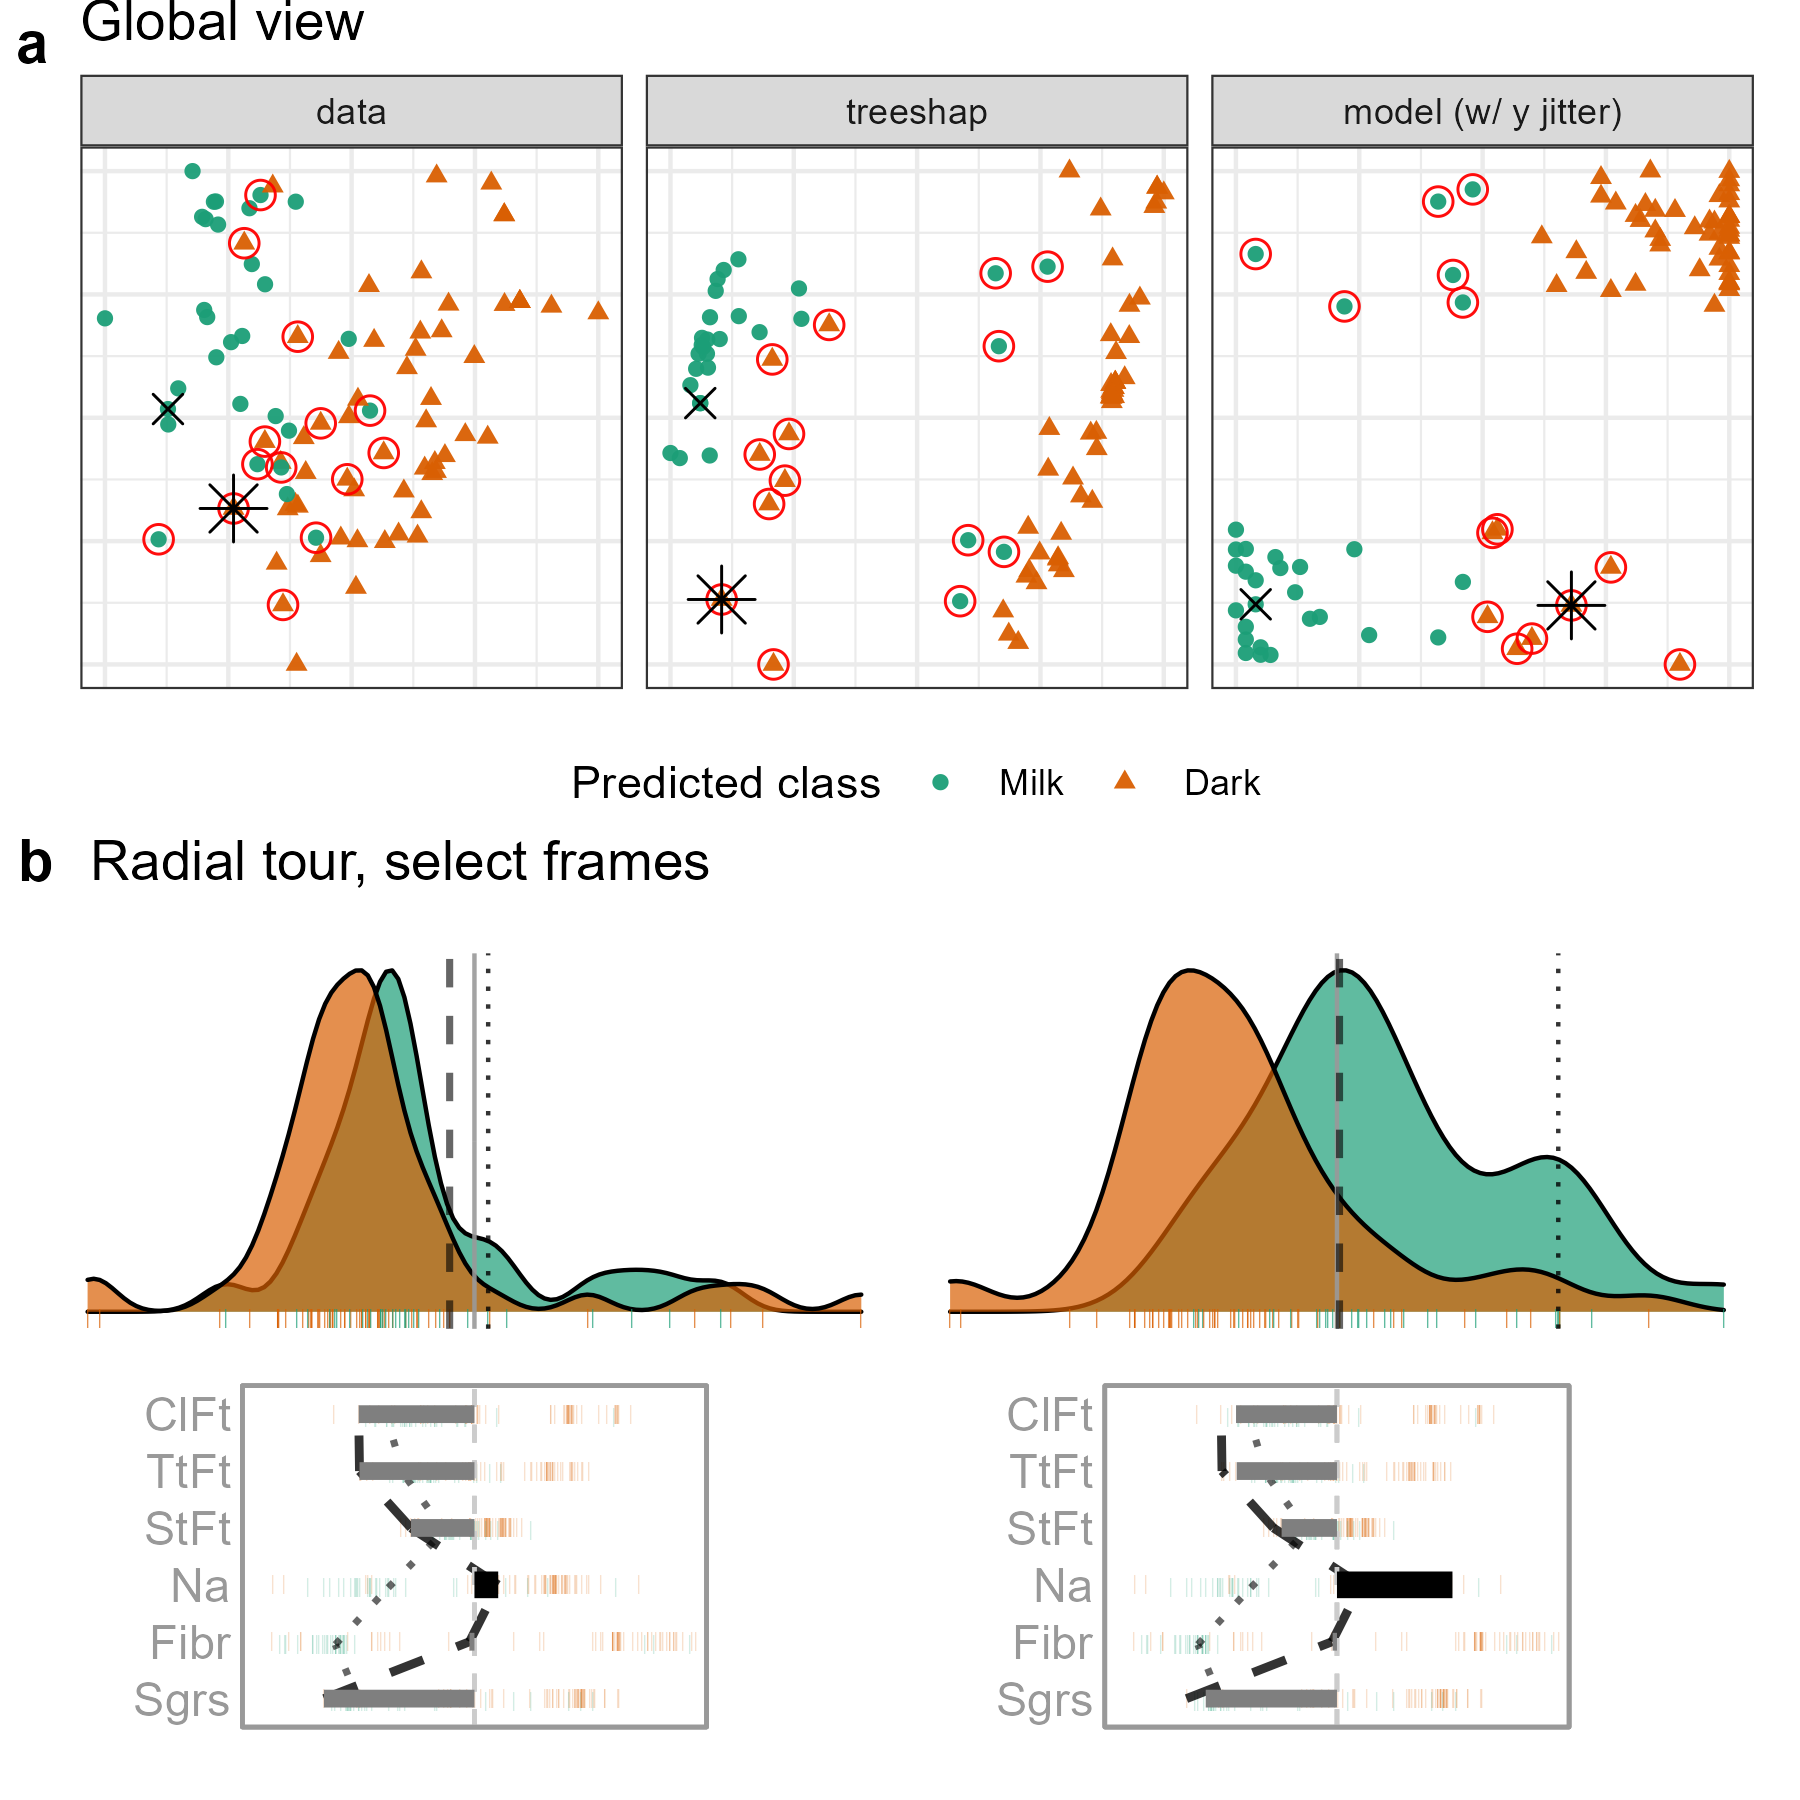 a Global view
data treeshap model (w/ y jitter)
Predicted class Milk Dark
b Radial tour, select frames
ClFt ClFt
TtFt TtFt
StFt StFt
Na Na
Fibr Fibr
Sgrs Sgrs